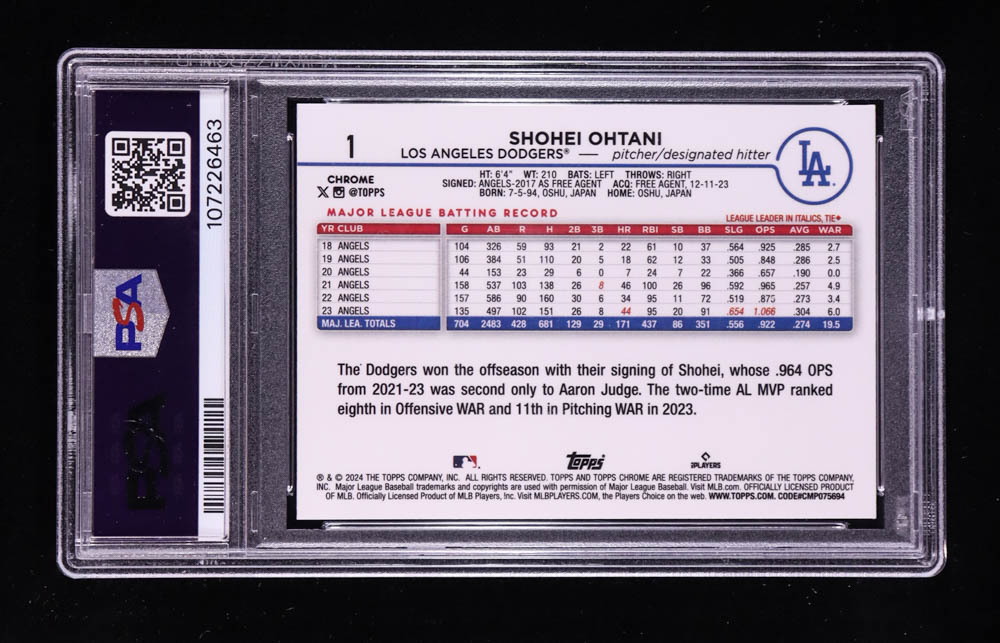 107226463
PSA
1
SHOHEI OHTANI
LOS ANGELES DODGERS® — pitcher/designated hitter
LA
CHROME
@TOPPS
HT: 6'4" WT: 210 BATS: LEFT THROWS: RIGHT
SIGNED: ANGELS-2017 AS FREE AGENT ACQ: FREE AGENT, 12-11-23
BORN: 7-5-94, OSHU, JAPAN HOME: OSHU, JAPAN
MAJOR LEAGUE BATTING RECORD
LEAGUE LEADER IN ITALICS, TIE♦
YR CLUB G AB R H 2B 3B HR RBI SB BB SLG OPS AVG WAR
18 ANGELS 104 326 59 93 21 2 22 61 10 37 .564 .925 .285 2.7
19 ANGELS 106 384 51 110 20 5 18 62 12 33 .505 .848 .286 2.5
20 ANGELS 44 153 23 29 6 0 7 24 7 22 .366 .657 .190 0.0
21 ANGELS 158 537 103 138 26 8 46 100 26 96 .592 .965 .257 4.9
22 ANGELS 157 586 90 160 30 6 34 95 11 72 .519 .875 .273 3.4
23 ANGELS 135 497 102 151 26 8 44 95 20 91 .654 1.066 .304 6.0
MAJ. LEA. TOTALS 704 2483 428 681 129 29 171 437 86 351 .556 .922 .274 19.5
The Dodgers won the offseason with their signing of Shohei, whose .964 OPS
from 2021-23 was second only to Aaron Judge. The two-time AL MVP ranked
eighth in Offensive WAR and 11th in Pitching WAR in 2023.
Topps
PLAYERS
® & © 2024 THE TOPPS COMPANY, INC. ALL RIGHTS RESERVED. TOPPS AND TOPPS CHROME ARE REGISTERED TRADEMARKS OF THE TOPPS COMPANY,
INC. Major League Baseball trademarks and copyrights are used with permission of Major League Baseball. Visit MLB.com. OFFICIALLY LICENSED PRODUCT
OF MLB. Officially Licensed Product of MLB Players, Inc. Visit MLBPLAYERS.COM, the Players Choice on the web. WWW.TOPPS.COM. CODE#CMP075694
PSA